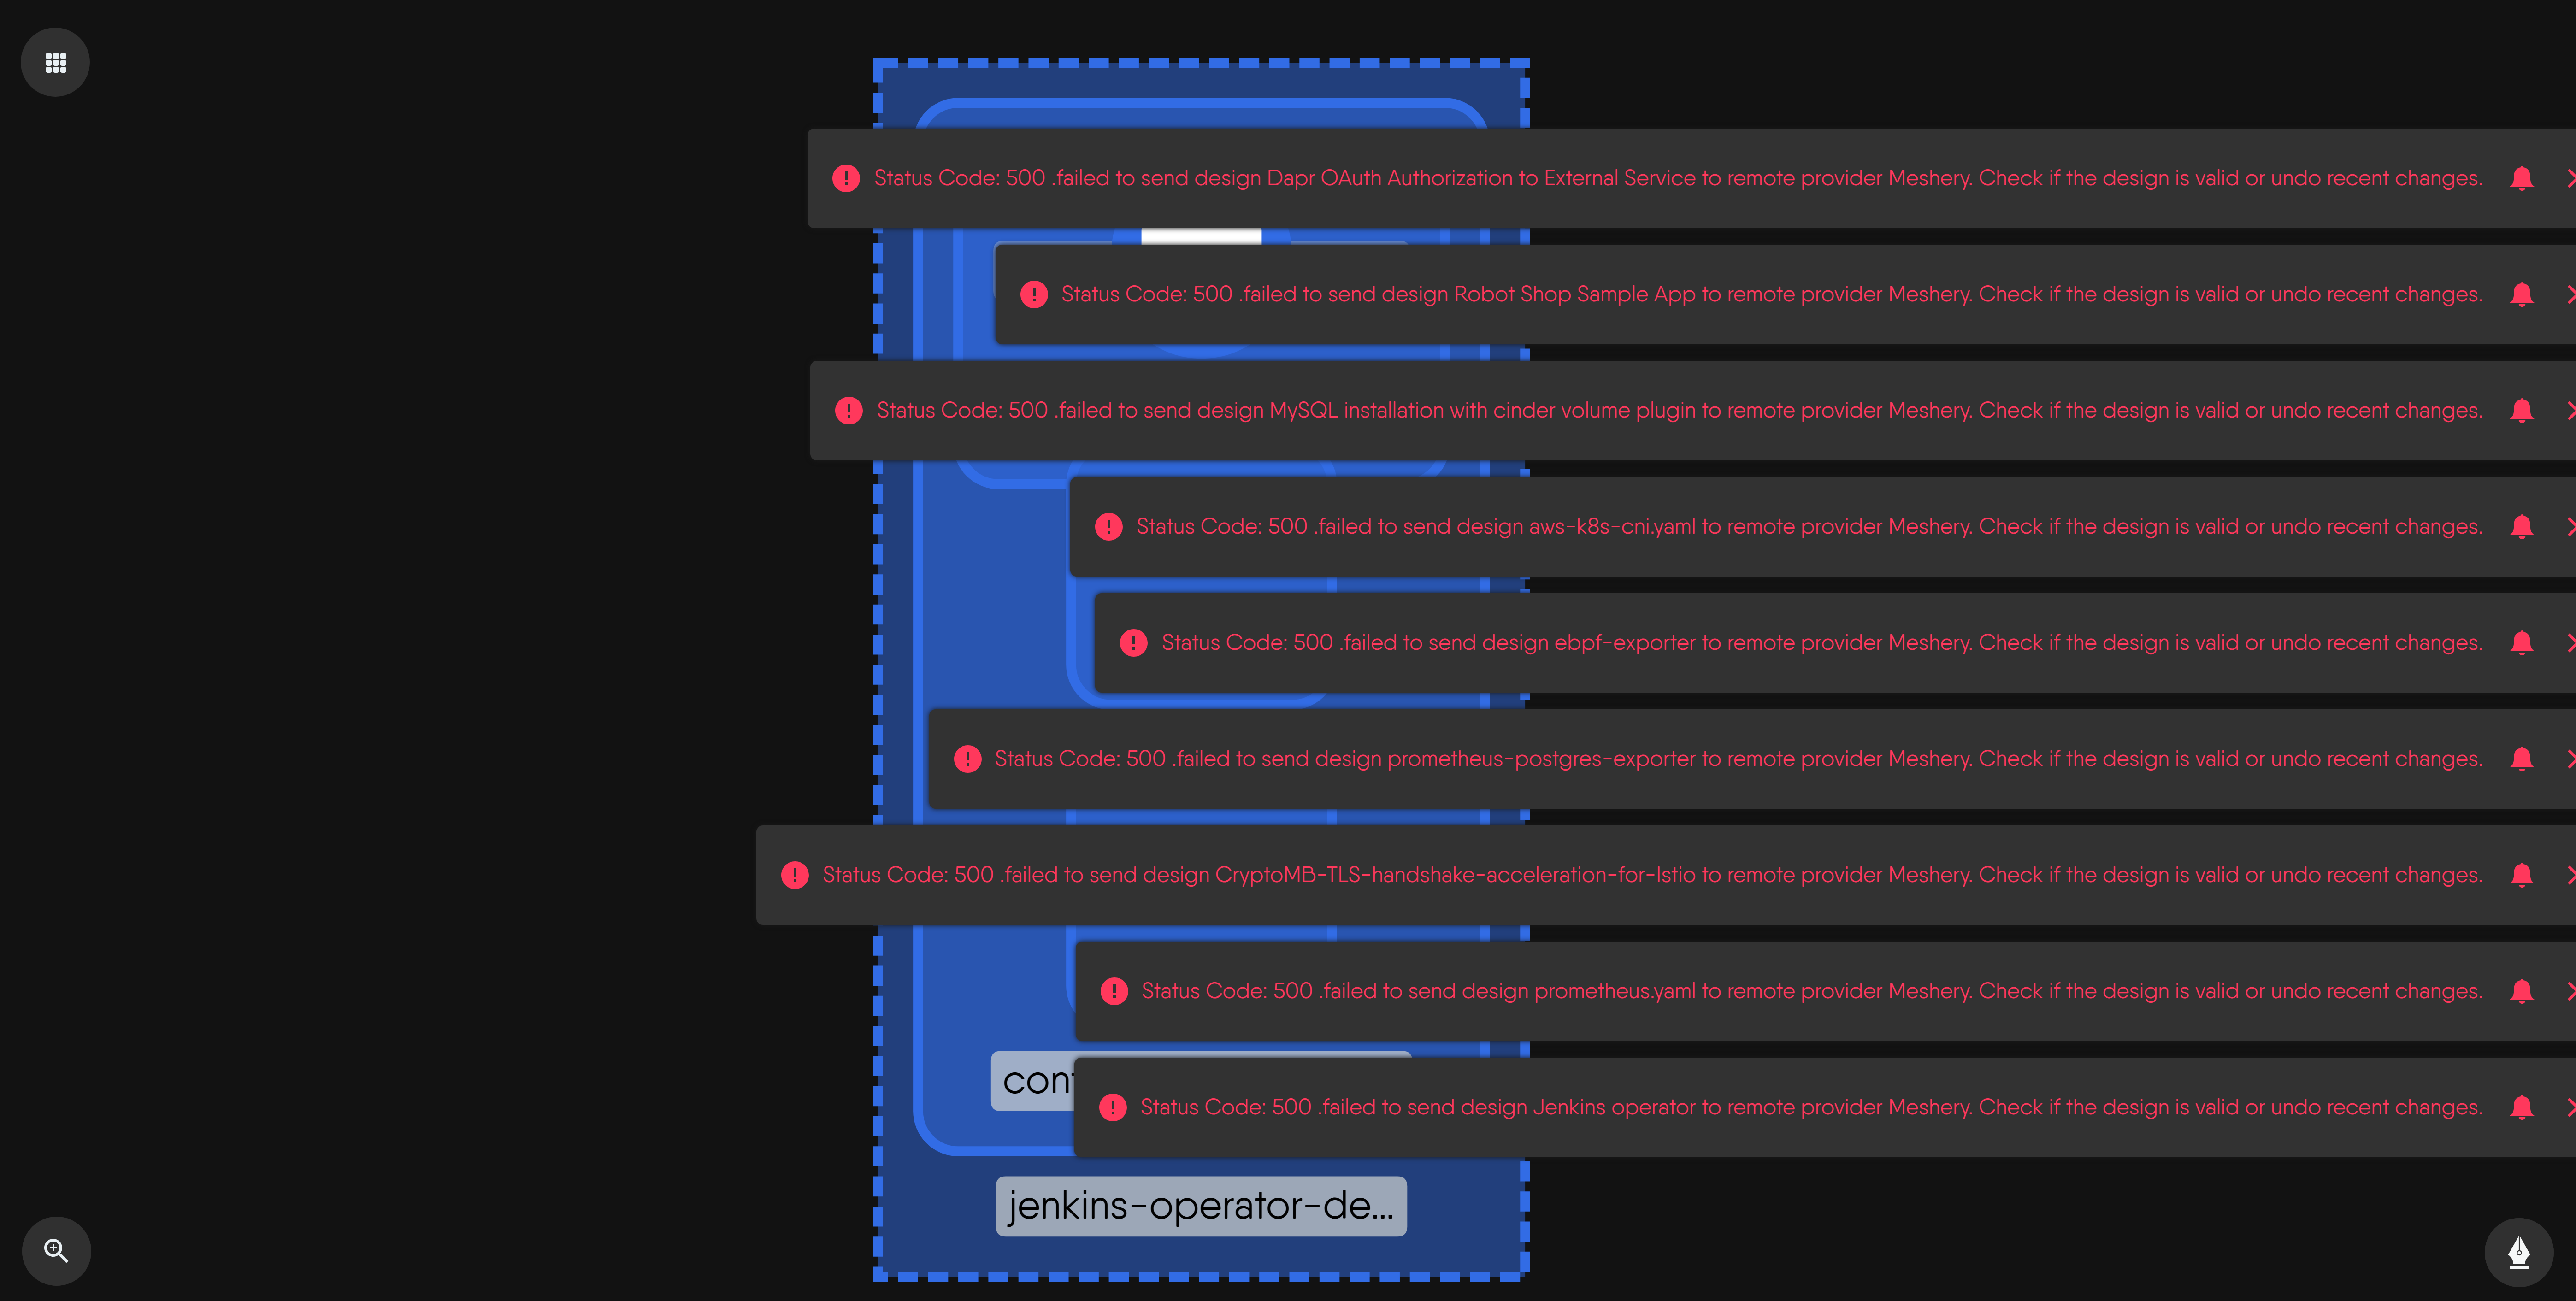 Status Code: 500 .failed to send design Dapr OAuth Authorization to External Service to remote provider Meshery. Check if the design is valid or undo recent changes.
Status Code: 500 .failed to send design Robot Shop Sample App to remote provider Meshery. Check if the design is valid or undo recent changes.
Status Code: 500 .failed to send design MySQL installation with cinder volume plugin to remote provider Meshery. Check if the design is valid or undo recent changes.
Status Code: 500 .failed to send design aws-k8s-cni.yaml to remote provider Meshery. Check if the design is valid or undo recent changes.
Status Code: 500 .failed to send design ebpf-exporter to remote provider Meshery. Check if the design is valid or undo recent changes.
Status Code: 500 .failed to send design prometheus-postgres-exporter to remote provider Meshery. Check if the design is valid or undo recent changes.
Status Code: 500 .failed to send design CryptoMB-TLS-handshake-acceleration-for-Istio to remote provider Meshery. Check if the design is valid or undo recent changes.
Status Code: 500 .failed to send design prometheus.yaml to remote provider Meshery. Check if the design is valid or undo recent changes.
Status Code: 500 .failed to send design Jenkins operator to remote provider Meshery. Check if the design is valid or undo recent changes.
jenkins-operator-de...